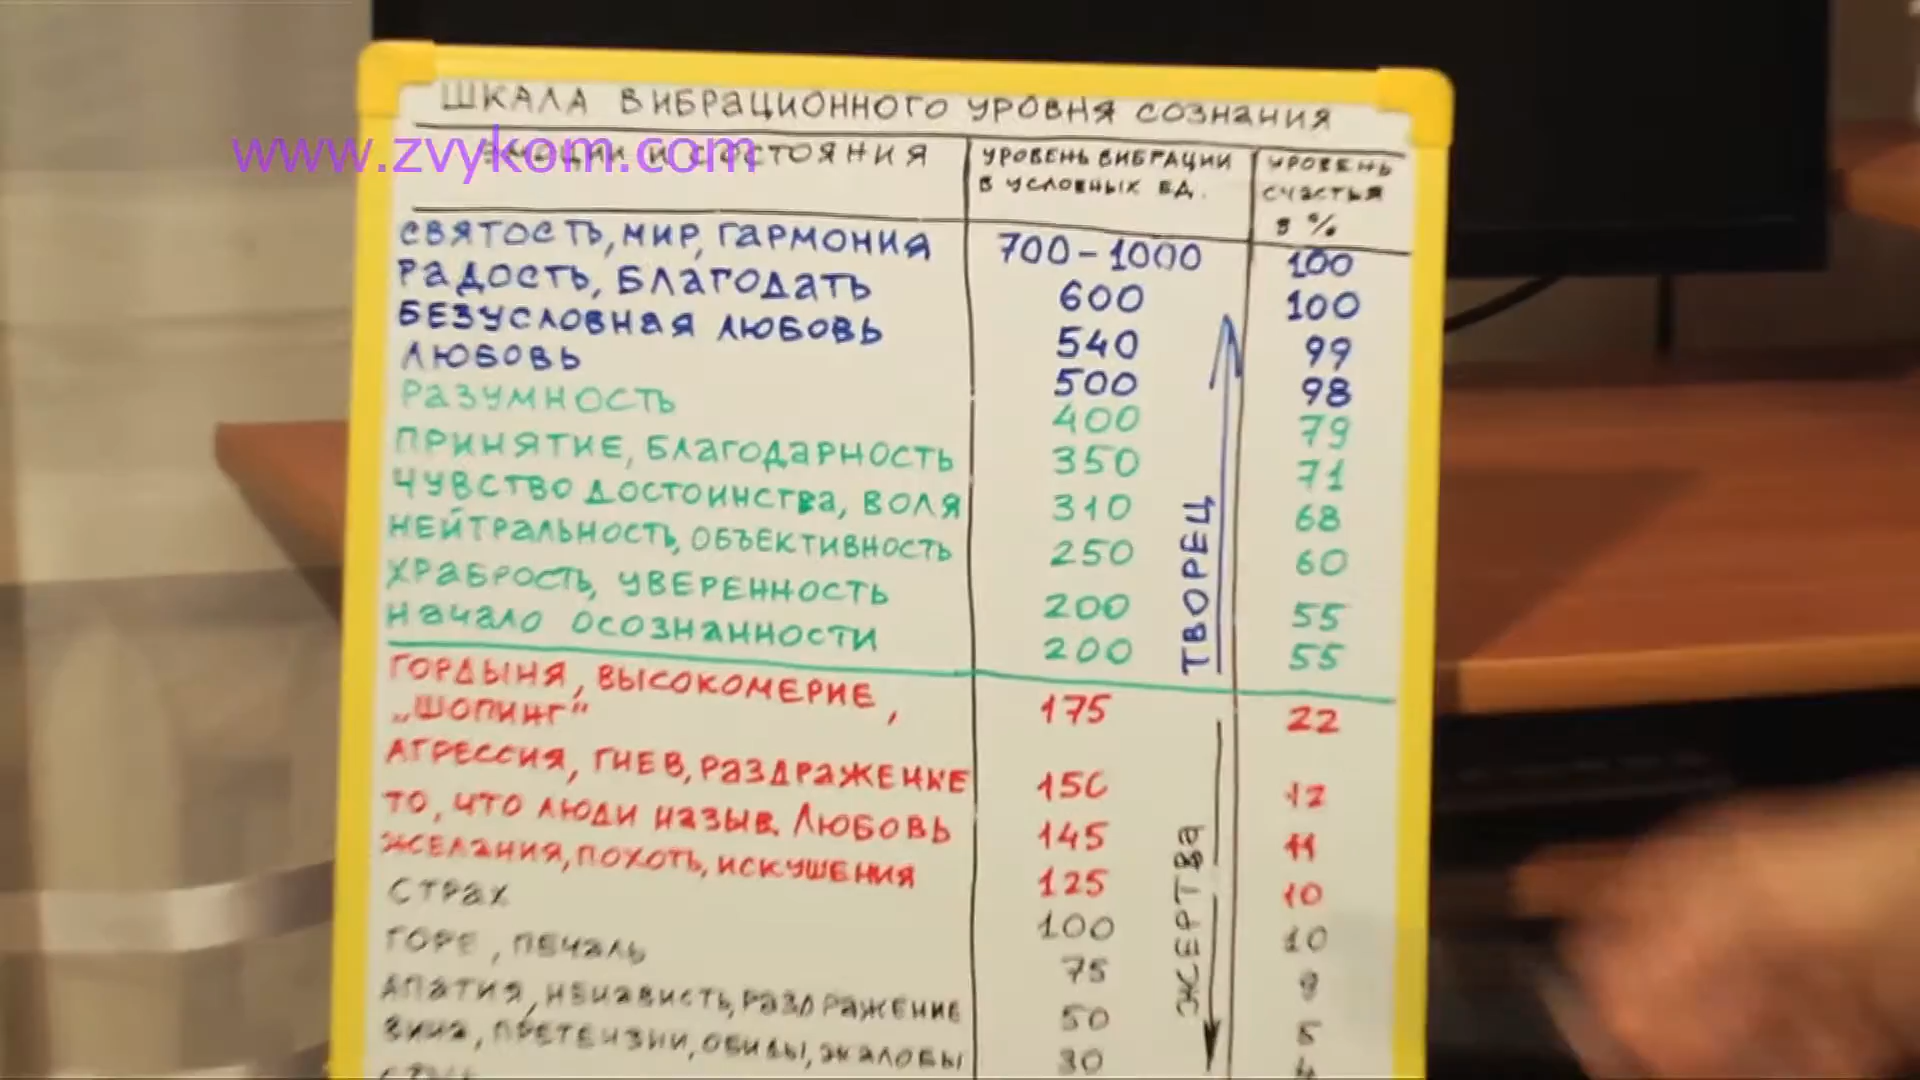 ШКАЛА ВИБРАЦИОННОГО УРОВНЯ СОЗНАНИЯ
www.zvykom.com
ЭМОЦИИ И СОСТОЯНИЯ
УРОВЕНЬ ВИБРАЦИИ
В УСЛОВНЫХ ЕД.
УРОВЕНЬ
СЧАСТЬЯ
В %
СВЯТОСТЬ, МИР, ГАРМОНИЯ 700-1000 100
РАДОСТЬ, БЛАГОДАТЬ 600 100
БЕЗУСЛОВНАЯ ЛЮБОВЬ 540 99
ЛЮБОВЬ 500 98
РАЗУМНОСТЬ 400 79
ПРИНЯТИЕ, БЛАГОДАРНОСТЬ 350 71
ЧУВСТВО ДОСТОИНСТВА, ВОЛЯ 310 68
НЕЙТРАЛЬНОСТЬ, ОБЪЕКТИВНОСТЬ 250 60
ХРАБРОСТЬ, УВЕРЕННОСТЬ 200 55
НАЧАЛО ОСОЗНАННОСТИ 200 55
ТВОРЕЦ
ГОРДЫНЯ, ВЫСОКОМЕРИЕ,
„ШОПИНГ“ 175 22
АГРЕССИЯ, ГНЕВ, РАЗДРАЖЕНИЕ 150 12
ТО, ЧТО ЛЮДИ НАЗЫВ. ЛЮБОВЬ 145 11
ЖЕЛАНИЯ, ПОХОТЬ, ИСКУШЕНИЯ 125 10
СТРАХ 100 10
ГОРЕ, ПЕЧАЛЬ 75 9
АПАТИЯ, НЕНАВИСТЬ, РАЗДРАЖЕНИЕ 50 5
ВИНА, ПРЕТЕНЗИИ, ОБИДЫ, ЖАЛОБЫ 30 4
ЖЕРТВА